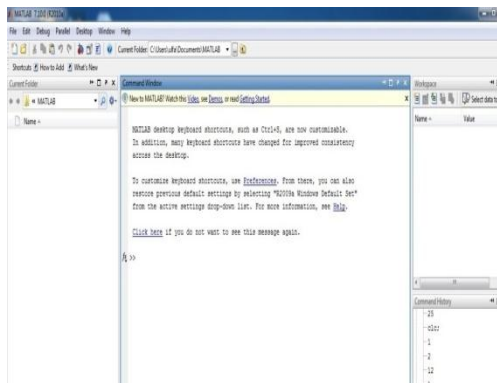 MATLAB 7.10.0 (R2010a)
File Edit Debug Parallel Desktop Window Help
Current Folder: C:\Users\ulfa\Documents\MATLAB
Shortcuts How to Add What's New
Current Folder
MATLAB
Name
Command Window
New to MATLAB? Watch this Video, see Demos, or read Getting Started.
MATLAB desktop keyboard shortcuts, such as Ctrl+S, are now customizable.
In addition, many keyboard shortcuts have changed for improved consistency
across the desktop.
To customize keyboard shortcuts, use Preferences. From there, you can also
restore previous default settings by selecting "R2009a Windows Default Set"
from the active settings drop-down list. For more information, see Help.
Click here if you do not want to see this message again.
fx >>
Workspace
Select data to
Name Value
Command History
25
clc;
1
2
12